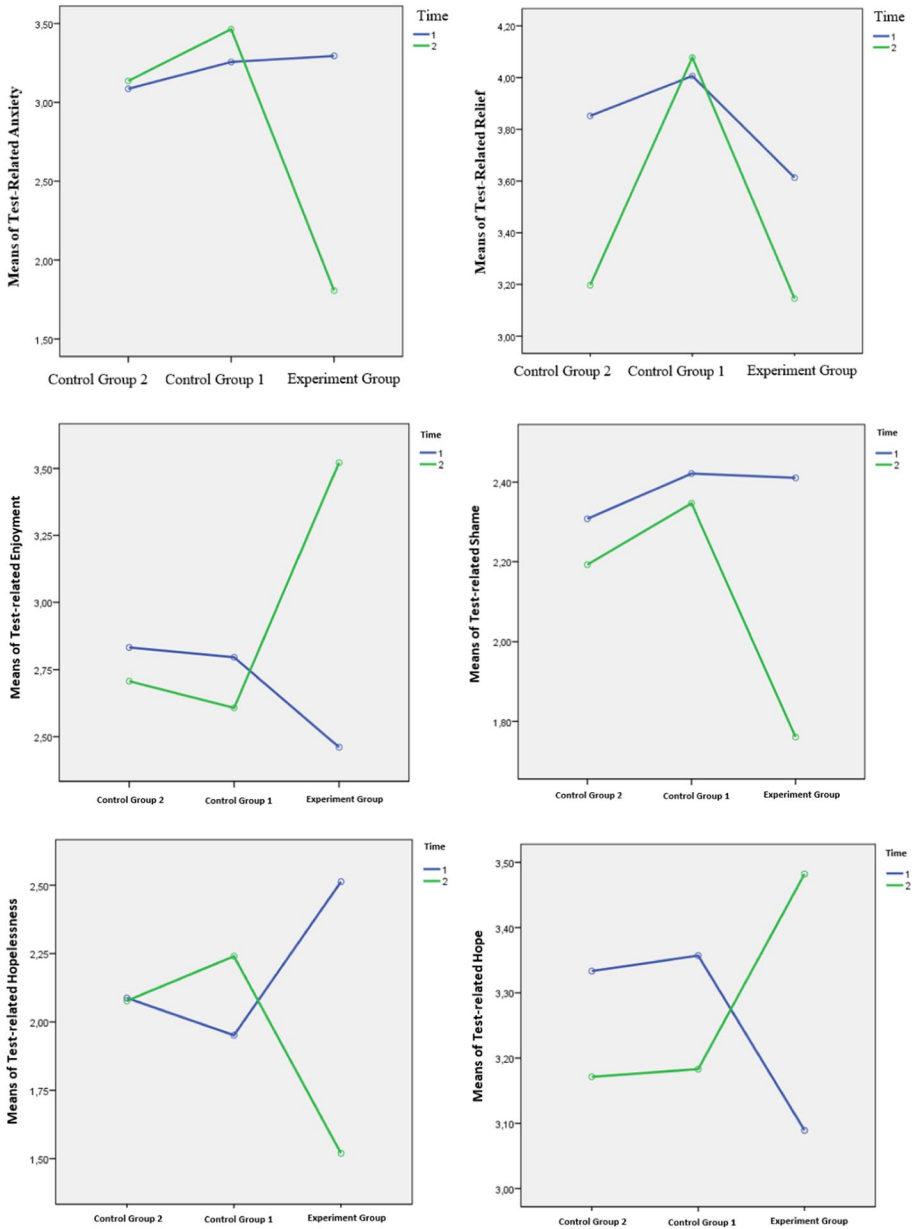 Time
1
2
3,50
3,00
2,50
2,00
1,50
Means of Test-Related Anxiety
Control Group 2
Control Group 1
Experiment Group
Time
1
2
4,20
4,00
3,80
3,60
3,40
3,20
3,00
Means of Test-Related Relief
Control Group 2
Control Group 1
Experiment Group
Time
1
2
3,50
3,25
3,00
2,75
2,50
Means of Test-related Enjoyment
Control Group 2
Control Group 1
Experiment Group
Time
1
2
2,40
2,20
2,00
1,80
Means of Test-related Shame
Control Group 2
Control Group 1
Experiment Group
Time
1
2
2,50
2,25
2,00
1,75
1,50
Means of Test-related Hopelessness
Control Group 2
Control Group 1
Experiment Group
Time
1
2
3,50
3,40
3,30
3,20
3,10
3,00
Means of Test-related Hope
Control Group 2
Control Group 1
Experiment Group